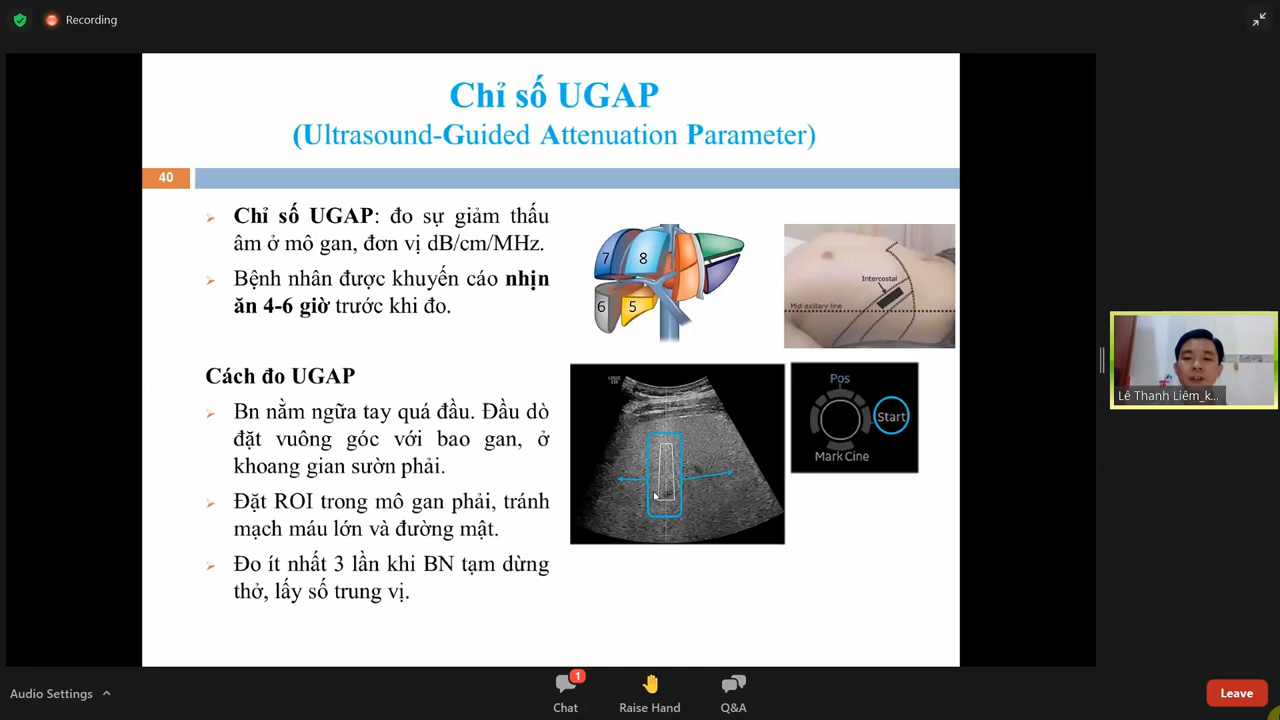 Recording
Chỉ số UGAP
(Ultrasound-Guided Attenuation Parameter)
40
Chỉ số UGAP: đo sự giảm thấu
âm ở mô gan, đơn vị dB/cm/MHz.
Bệnh nhân được khuyến cáo nhịn
ăn 4-6 giờ trước khi đo.
Cách đo UGAP
Bn nằm ngữa tay quá đầu. Đầu dò
đặt vuông góc với bao gan, ở
khoang gian sườn phải.
Đặt ROI trong mô gan phải, tránh
mạch máu lớn và đường mật.
Đo ít nhất 3 lần khi BN tạm dừng
thở, lấy số trung vị.
7
8
6
5
Intercostal
Mid-axillary line
LOGIQ
Pos
Start
Mark Cine
Lê Thanh Liêm_k...
Audio Settings
1
Chat
Raise Hand
Q&A
Leave